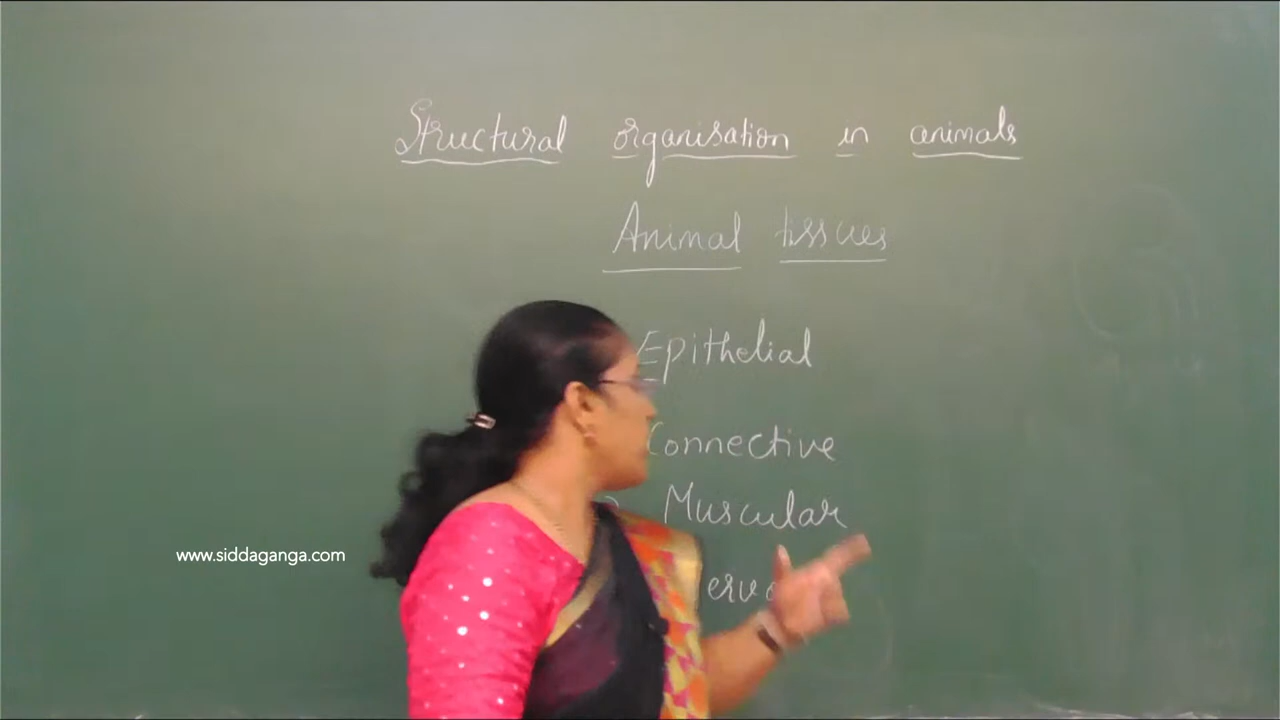 Structural organisation in animals
Animal tissues
Epithelial
Connective
Muscular
www.siddaganga.com